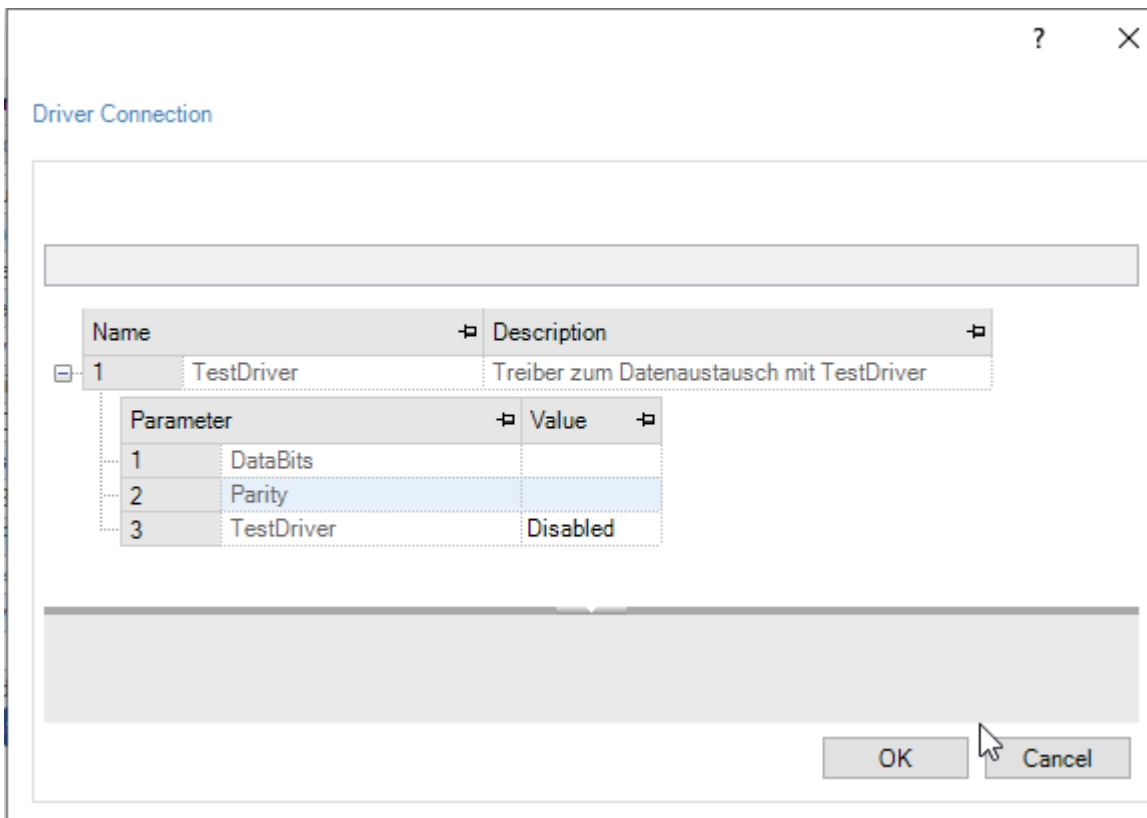 ?
Driver Connection
Name Description
1 TestDriver Treiber zum Datenaustausch mit TestDriver
Parameter Value
1 DataBits
2 Parity
3 TestDriver Disabled
OK Cancel